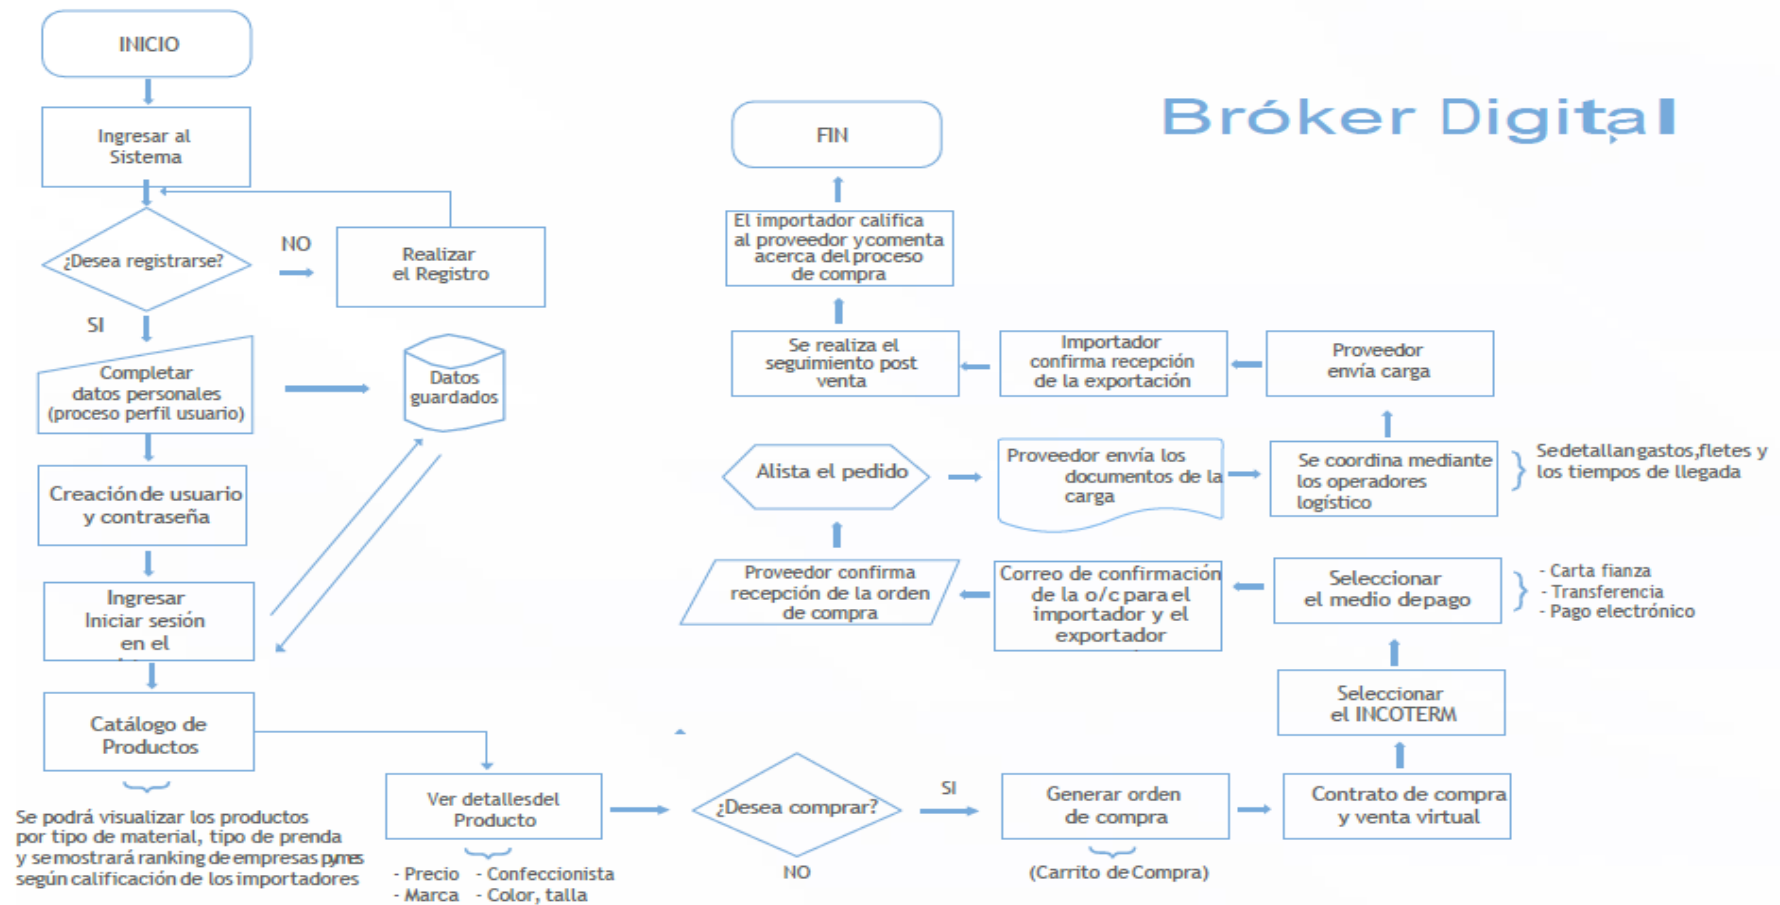 INICIO
Ingresar al
Sistema
¿Desea registrarse?
NO
Realizar
el Registro
SI
Completar
datos personales
(proceso perfil usuario)
Datos
guardados
Creación de usuario
y contraseña
Ingresar
Iniciar sesión
en el
Catálogo de
Productos
Se podrá visualizar los productos
por tipo de material, tipo de prenda
y se mostrará ranking de empresas pymes
según calificación de los importadores
Ver detalles del
Producto
- Precio - Confeccionista
- Marca - Color, talla
¿Desea comprar?
NO
SI
Generar orden
de compra
(Carrito de Compra)
Contrato de compra
y venta virtual
Seleccionar
el INCOTERM
Seleccionar
el medio de pago
- Carta fianza
- Transferencia
- Pago electrónico
Correo de confirmación
de la o/c para el
importador y el
exportador
Proveedor confirma
recepción de la orden
de compra
Alista el pedido
Proveedor envía los
documentos de la
carga
Se coordina mediante
los operadores
logístico
Se detallan gastos, fletes y
los tiempos de llegada
Proveedor
envía carga
Importador
confirma recepción
de la exportación
Se realiza el
seguimiento post
venta
El importador califica
al proveedor y comenta
acerca del proceso
de compra
FIN
Bróker Digital